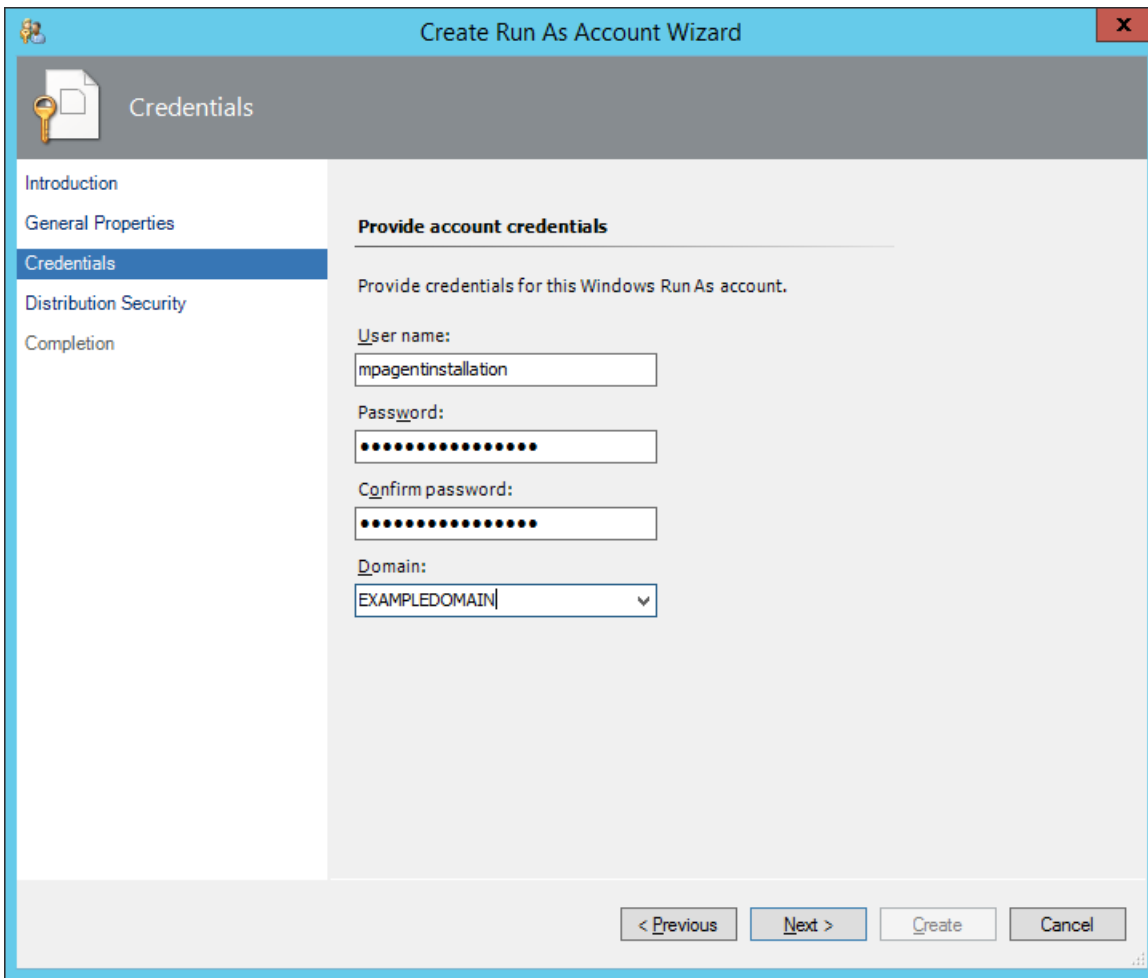 Create Run As Account Wizard
x
Credentials
Introduction
General Properties
Credentials
Distribution Security
Completion
Provide account credentials
Provide credentials for this Windows Run As account.
User name:
mpagentinstallation
Password:
••••••••••••••••
Confirm password:
••••••••••••••••
Domain:
EXAMPLEDOMAIN
< Previous Next > Create Cancel